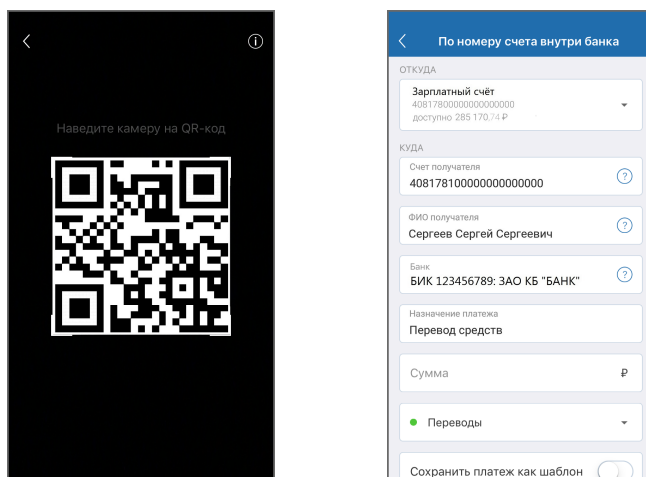 Наведите камеру на QR-код
По номеру счета внутри банка
ОТКУДА
Зарплатный счёт
40817800000000000000
доступно 285 170,74 ₽
КУДА
Счет получателя
408178100000000000000
ФИО получателя
Сергеев Сергей Сергеевич
Банк
БИК 123456789: ЗАО КБ "БАНК"
Назначение платежа
Перевод средств
Сумма ₽
Переводы
Сохранить платеж как шаблон